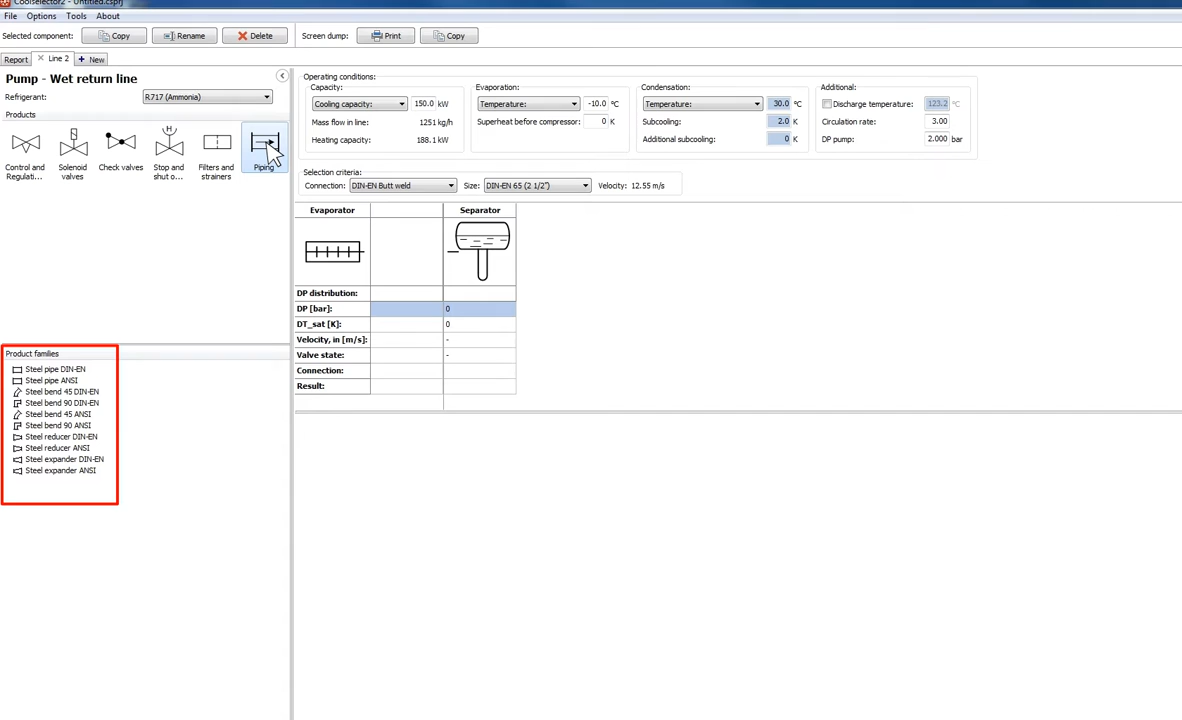 Coolselector2 - Untitled.csprj
File Options Tools About
Selected component: Copy Rename Delete Screen dump: Print Copy
Report Line 2 New
Pump - Wet return line
Refrigerant: R717 (Ammonia)
Products
Control and Regulati...
Solenoid valves
Check valves
Stop and shut o...
Filters and strainers
Piping
Product families
Steel pipe DIN-EN
Steel pipe ANSI
Steel bend 45 DIN-EN
Steel bend 90 DIN-EN
Steel bend 45 ANSI
Steel bend 90 ANSI
Steel reducer DIN-EN
Steel reducer ANSI
Steel expander DIN-EN
Steel expander ANSI
Operating conditions:
Capacity:
Cooling capacity: 150.0 kW
Mass flow in line: 1251 kg/h
Heating capacity: 188.1 kW
Evaporation:
Temperature: -10.0 °C
Superheat before compressor: 0 K
Condensation:
Temperature: 30.0 °C
Subcooling: 2.0 K
Additional subcooling: 0 K
Additional:
Discharge temperature: 123.2 °C
Circulation rate: 3.00
DP pump: 2.000 bar
Selection criteria:
Connection: DIN-EN Butt weld Size: DIN-EN 65 (2 1/2") Velocity: 12.55 m/s
Evaporator Separator
DP distribution:
DP [bar]: 0
DT_sat [K]: 0
Velocity, in [m/s]: -
Valve state: -
Connection:
Result: